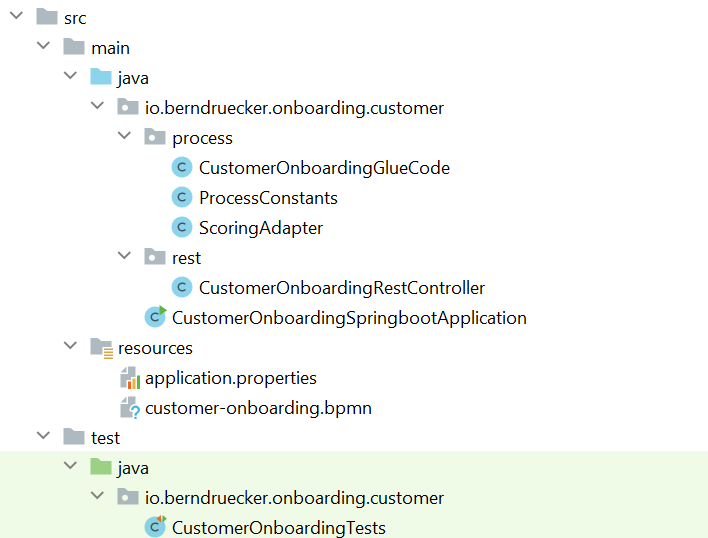 src
main
java
io.berndruecker.onboarding.customer
process
CustomerOnboardingGlueCode
ProcessConstants
ScoringAdapter
rest
CustomerOnboardingRestController
CustomerOnboardingSpringbootApplication
resources
application.properties
customer-onboarding.bpmn
test
java
io.berndruecker.onboarding.customer
CustomerOnboardingTests